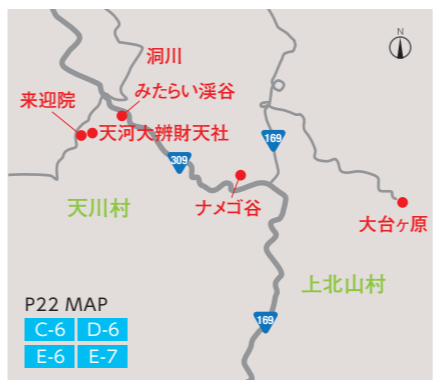 N
洞川
みたらい渓谷
来迎院
天河大辨財天社
169
309
ナメゴ谷
大台ヶ原
天川村
上北山村
P22 MAP
169
C-6 D-6
E-6 E-7